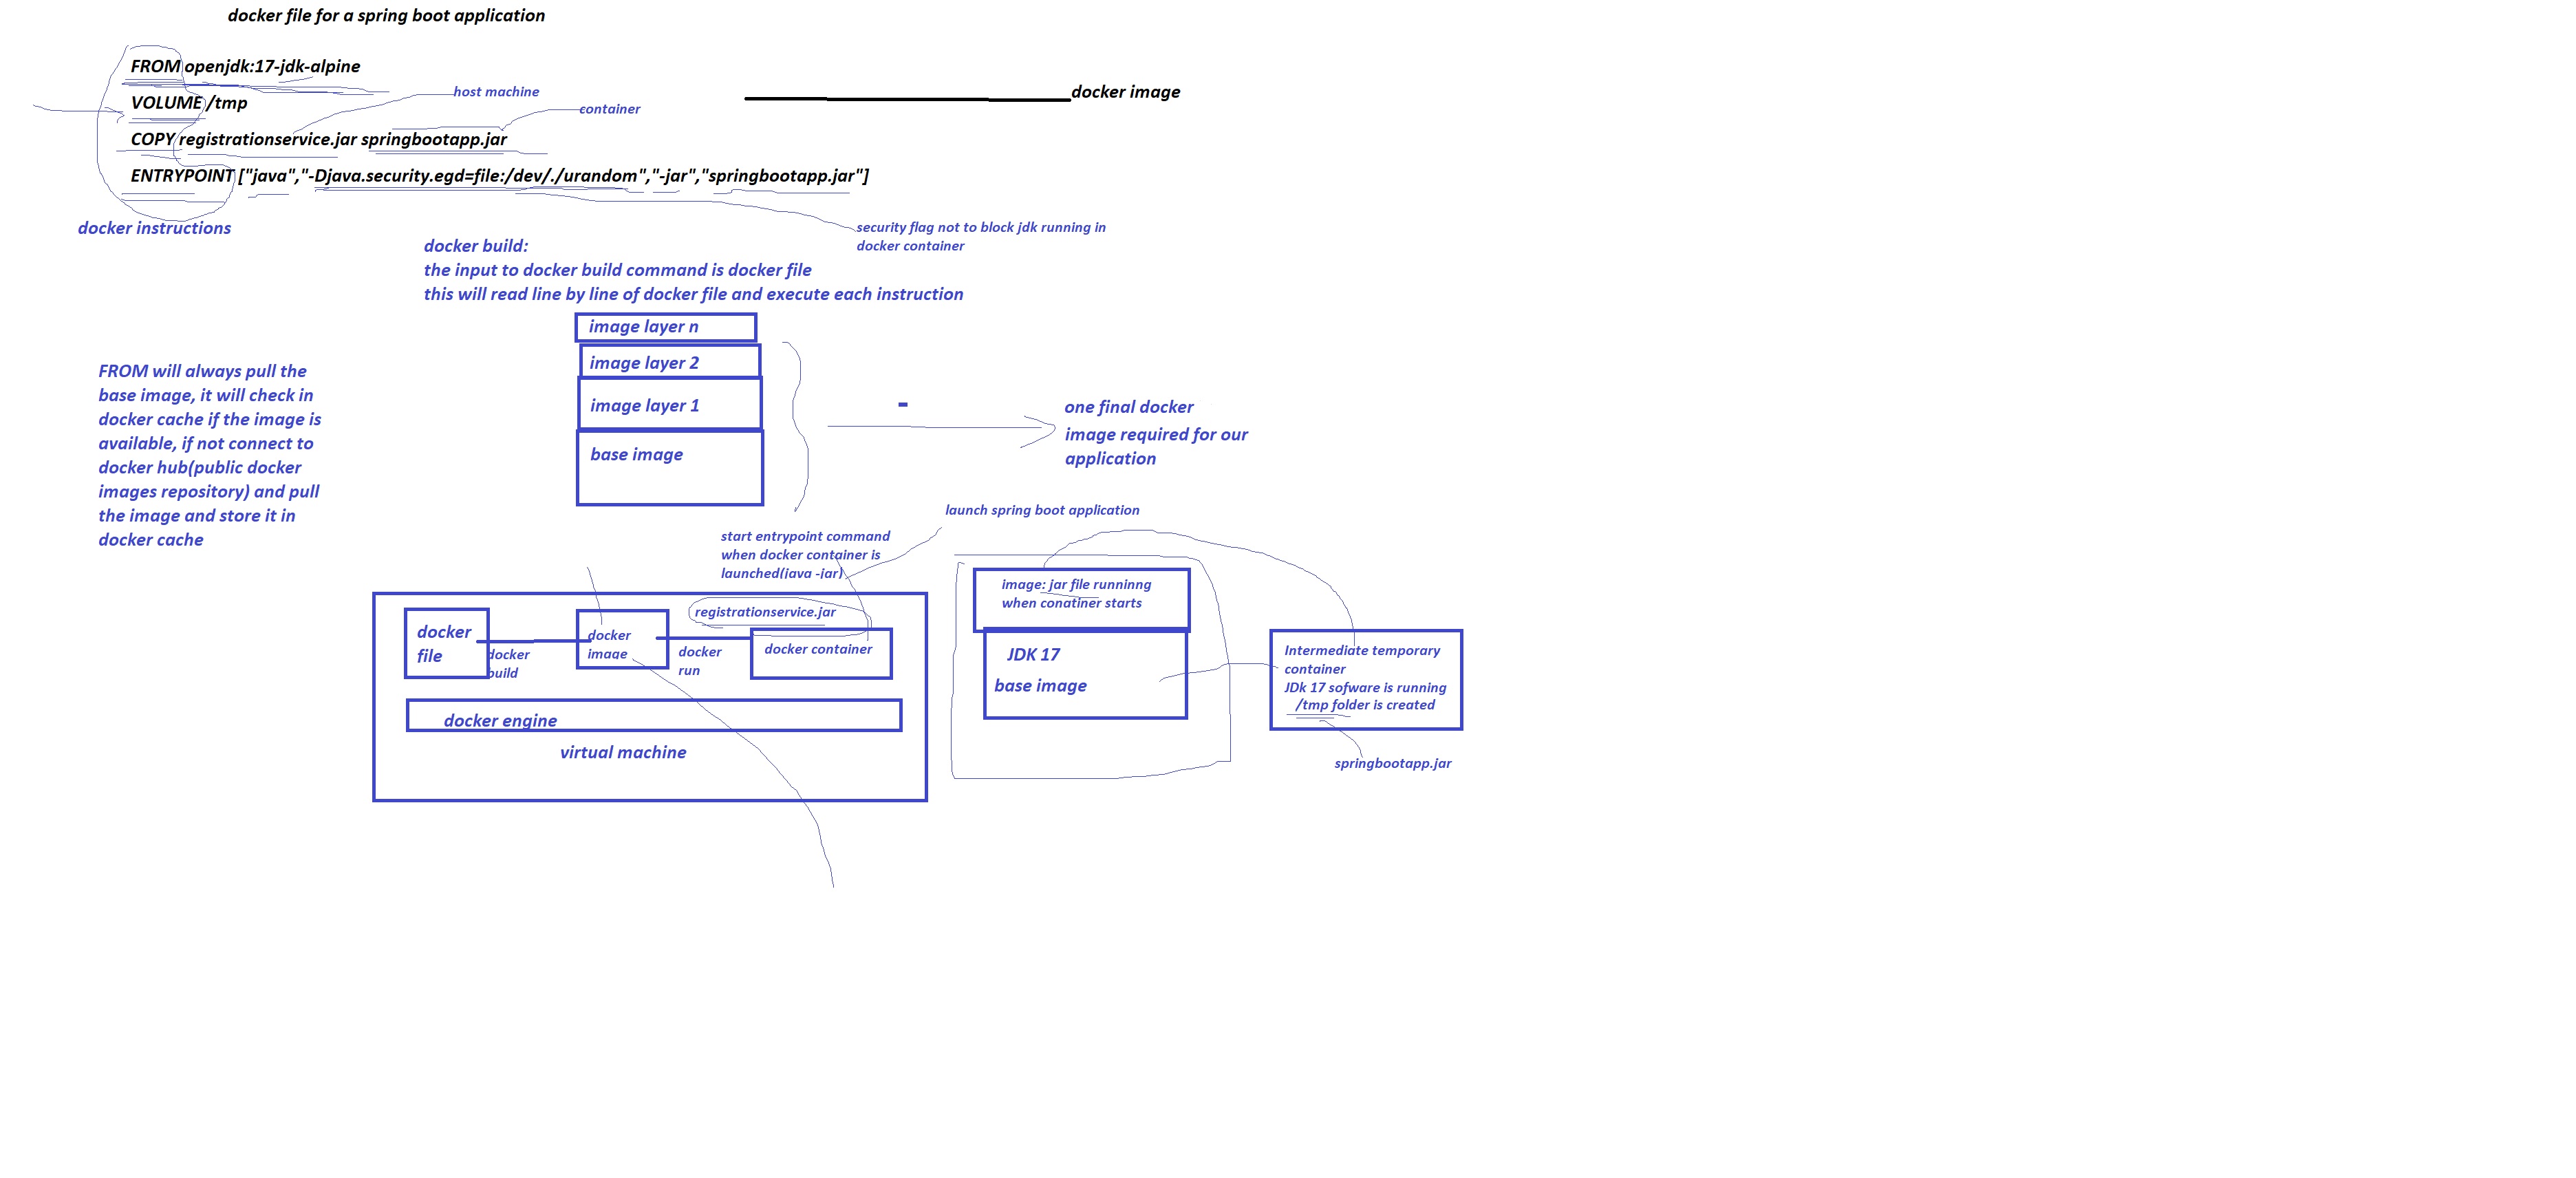 docker file for a spring boot application
FROM openjdk:17-jdk-alpine
VOLUME /tmp
COPY registrationservice.jar springbootapp.jar
ENTRYPOINT ["java","-Djava.security.egd=file:/dev/./urandom","-jar","springbootapp.jar"]
host machine
container
docker image
docker instructions
security flag not to block jdk running in
docker container
docker build:
the input to docker build command is docker file
this will read line by line of docker file and execute each instruction
image layer n
image layer 2
image layer 1
base image
FROM will always pull the
base image, it will check in
docker cache if the image is
available, if not connect to
docker hub(public docker
images repository) and pull
the image and store it in
docker cache
one final docker
image required for our
application
launch spring boot application
start entrypoint command
when docker container is
launched(java -jar)
registrationservice.jar
docker
file
docker
build
docker
image
docker
run
docker container
docker engine
virtual machine
image: jar file runninng
when conatiner starts
JDK 17
base image
Intermediate temporary
container
JDk 17 sofware is running
/tmp folder is created
springbootapp.jar